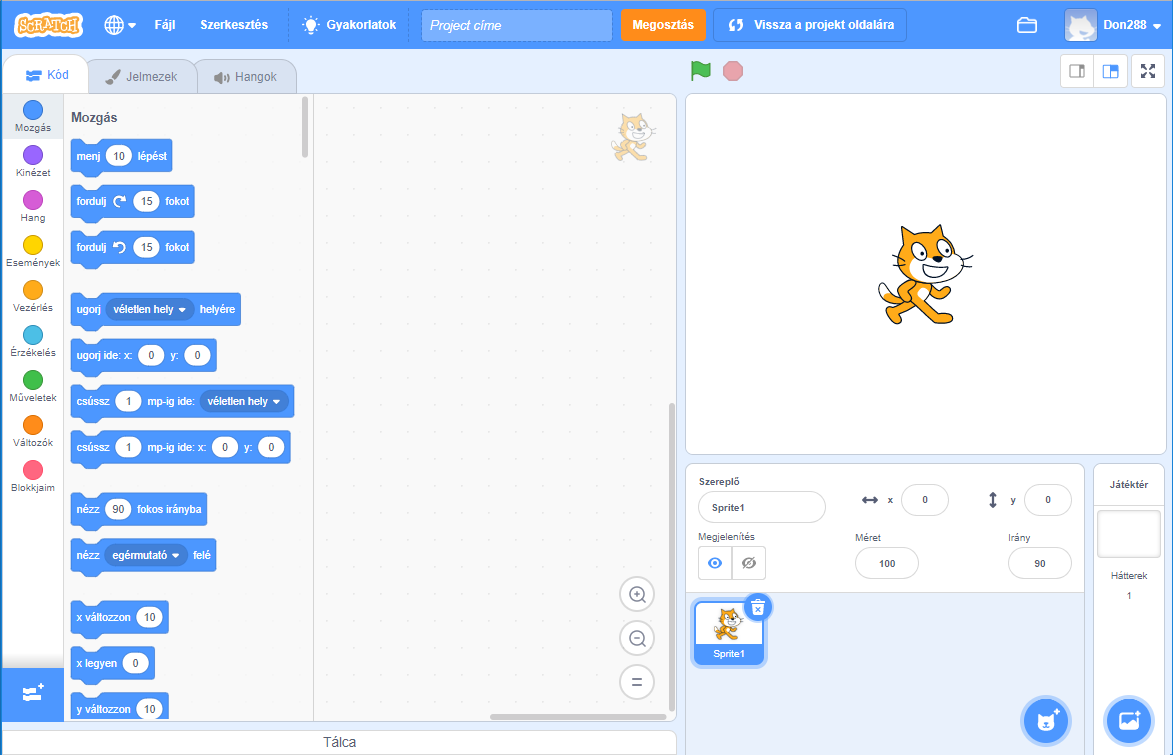 SCRATCH Fájl Szerkesztés Gyakorlatok Project címe Megosztás Vissza a projekt oldalára Don288
Kód Jelmezek Hangok
Mozgás
Kinézet
Hang
Események
Vezérlés
Érzékelés
Műveletek
Változók
Blokkjaim
Mozgás
menj 10 lépést
fordulj 15 fokot
fordulj 15 fokot
ugorj véletlen hely helyére
ugorj ide: x: 0 y: 0
csússz 1 mp-ig ide: véletlen hely
csússz 1 mp-ig ide: x: 0 y: 0
nézz 90 fokos irányba
nézz egérmutató felé
x változzon 10
x legyen 0
y változzon 10
Tálca
Szereplő
Sprite1 x 0 y 0
Megjelenítés Méret Irány
100 90
Sprite1
Játéktér
Hátterek
1